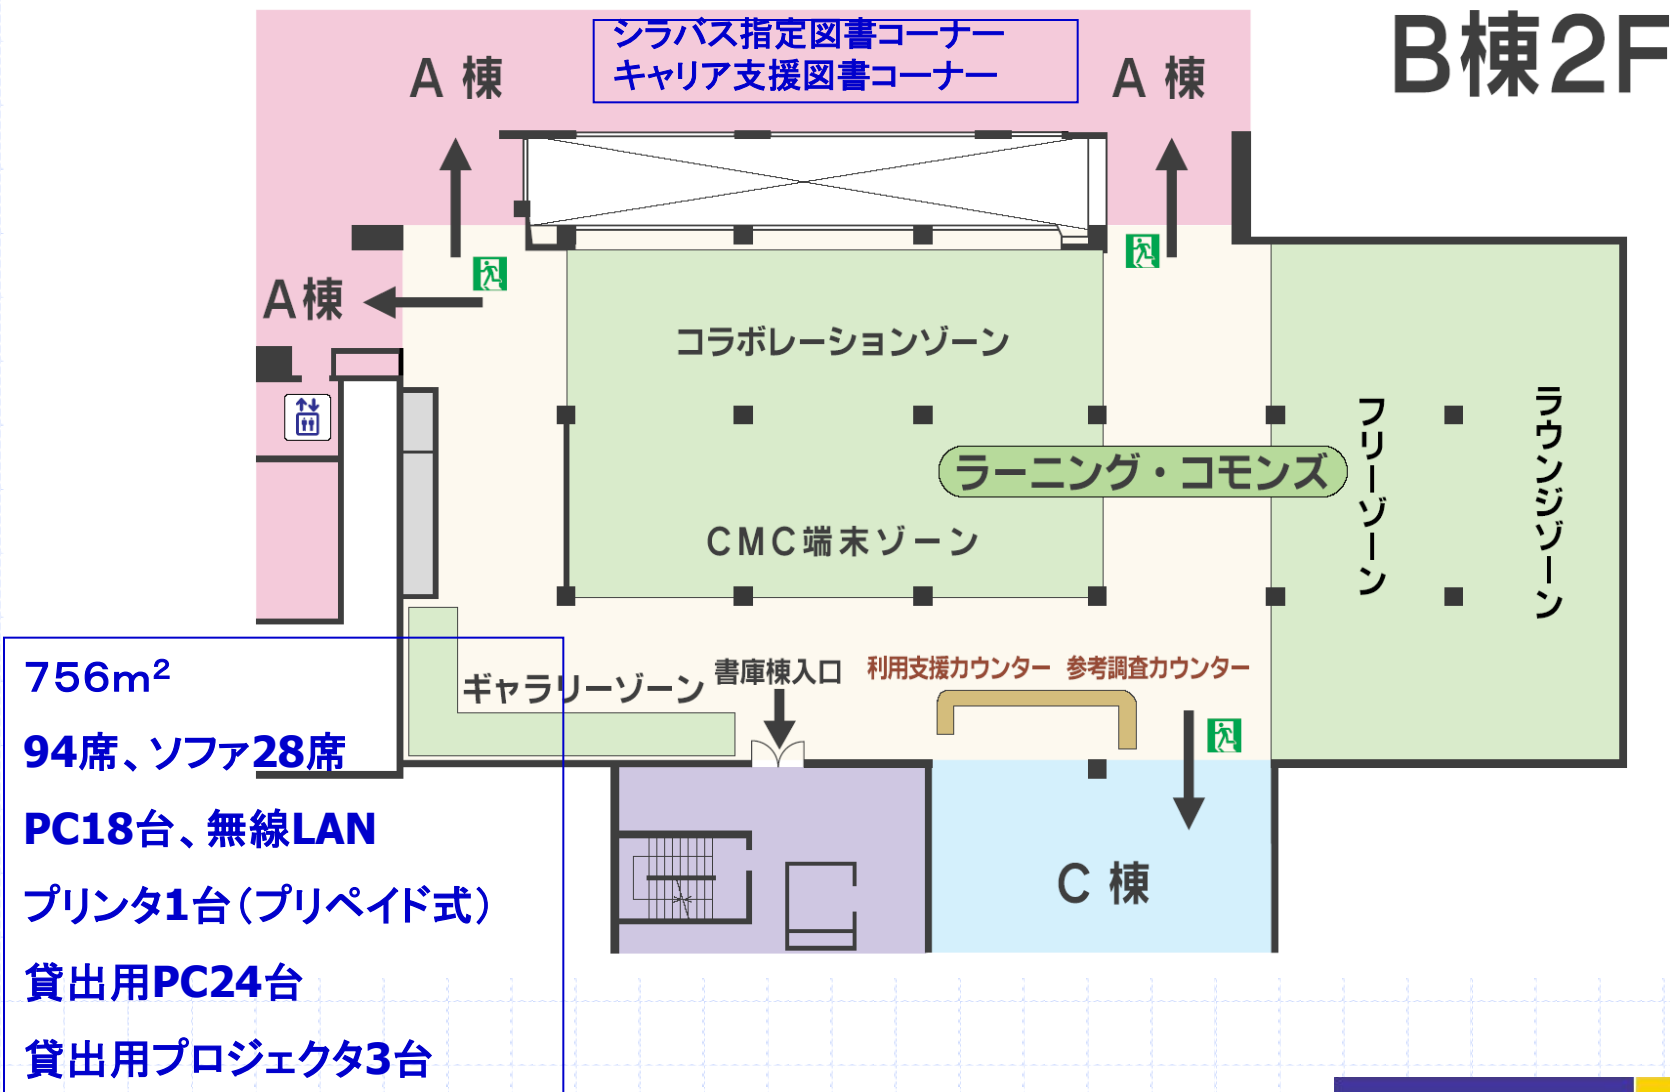 シラバス指定図書コーナー
キャリア支援図書コーナー
B棟2F
A 棟
A 棟
A棟
コラボレーションゾーン
ラーニング・コモンズ
CMC端末ゾーン
フリーゾーン
ラウンジゾーン
ギャラリーゾーン
書庫棟入口
利用支援カウンター
参考調査カウンター
C 棟
756m²
94席、ソファ28席
PC18台、無線LAN
プリンタ1台(プリペイド式)
貸出用PC24台
貸出用プロジェクタ3台